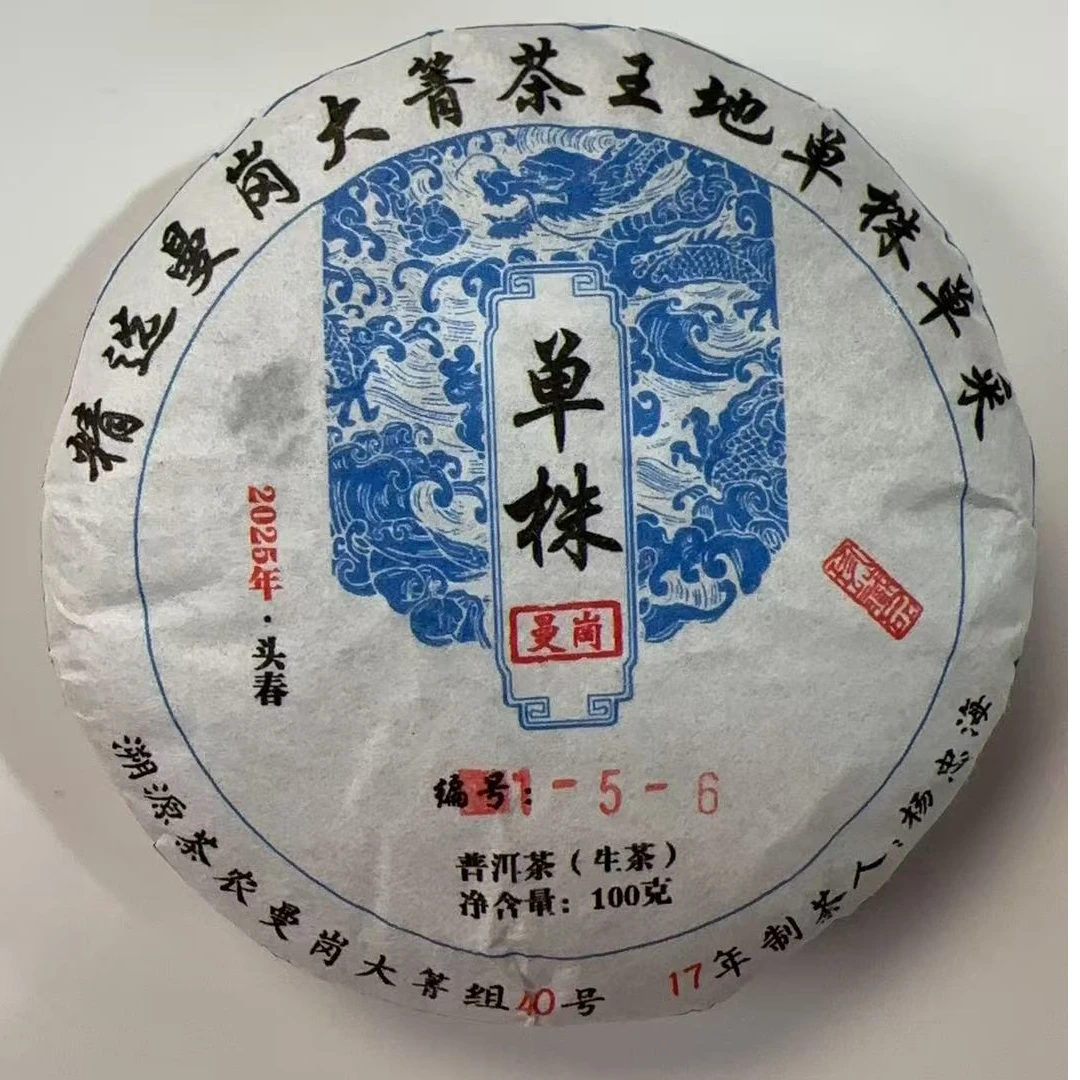 精选曼岗大箐茶王地单株单采
单株
曼岗
2025年·头春
编号：1-5-6
普洱茶（生茶）
净含量：100克
溯源茶农曼岗大箐组40号
17年制茶人：杨忠